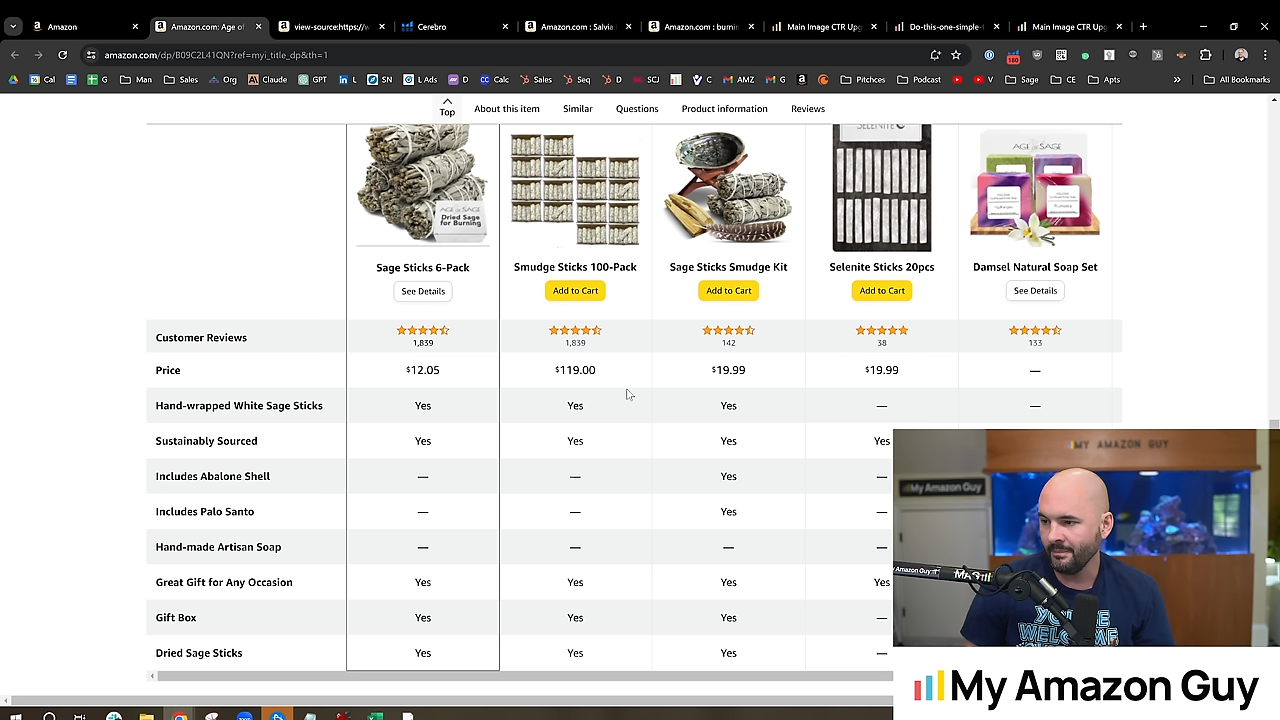 Amazon
Amazon.com: Age of
view-source:https://w
Cerebro
Amazon.com : Salvia
Amazon.com : burnin
Main Image CTR Upg
Do-this-one-simple-t
Main Image CTR Upg
amazon.com/dp/B09C2L41QN?ref=myi_title_dp&th=1
180
Cal
G
Man
Sales
Org
Claude
GPT
L
SN
L Ads
D
Calc
Sales
Seq
D
SCJ
C
AMZ
G
Pitchces
Podcast
V
Sage
CE
Apts
All Bookmarks
Top
About this item
Similar
Questions
Product information
Reviews
AGE OF SAGE
Dried Sage
for Burning
SELENITE
AGE OF SAGE
Sage Sticks 6-Pack
Smudge Sticks 100-Pack
Sage Sticks Smudge Kit
Selenite Sticks 20pcs
Damsel Natural Soap Set
See Details
Add to Cart
Add to Cart
Add to Cart
See Details
Customer Reviews
1,839
1,839
142
38
133
Price
$12.05
$119.00
$19.99
$19.99
—
Hand-wrapped White Sage Sticks
Yes
Yes
Yes
—
—
Sustainably Sourced
Yes
Yes
Yes
Yes
Includes Abalone Shell
—
—
Yes
—
Includes Palo Santo
—
—
Yes
—
Hand-made Artisan Soap
—
—
—
—
Great Gift for Any Occasion
Yes
Yes
Yes
Yes
Gift Box
Yes
Yes
Yes
—
Dried Sage Sticks
Yes
Yes
Yes
—
MY AMAZON GUY
My Amazon Guy
My Amazon Guy
MAG
YOU'RE
WELCOME
My Amazon Guy